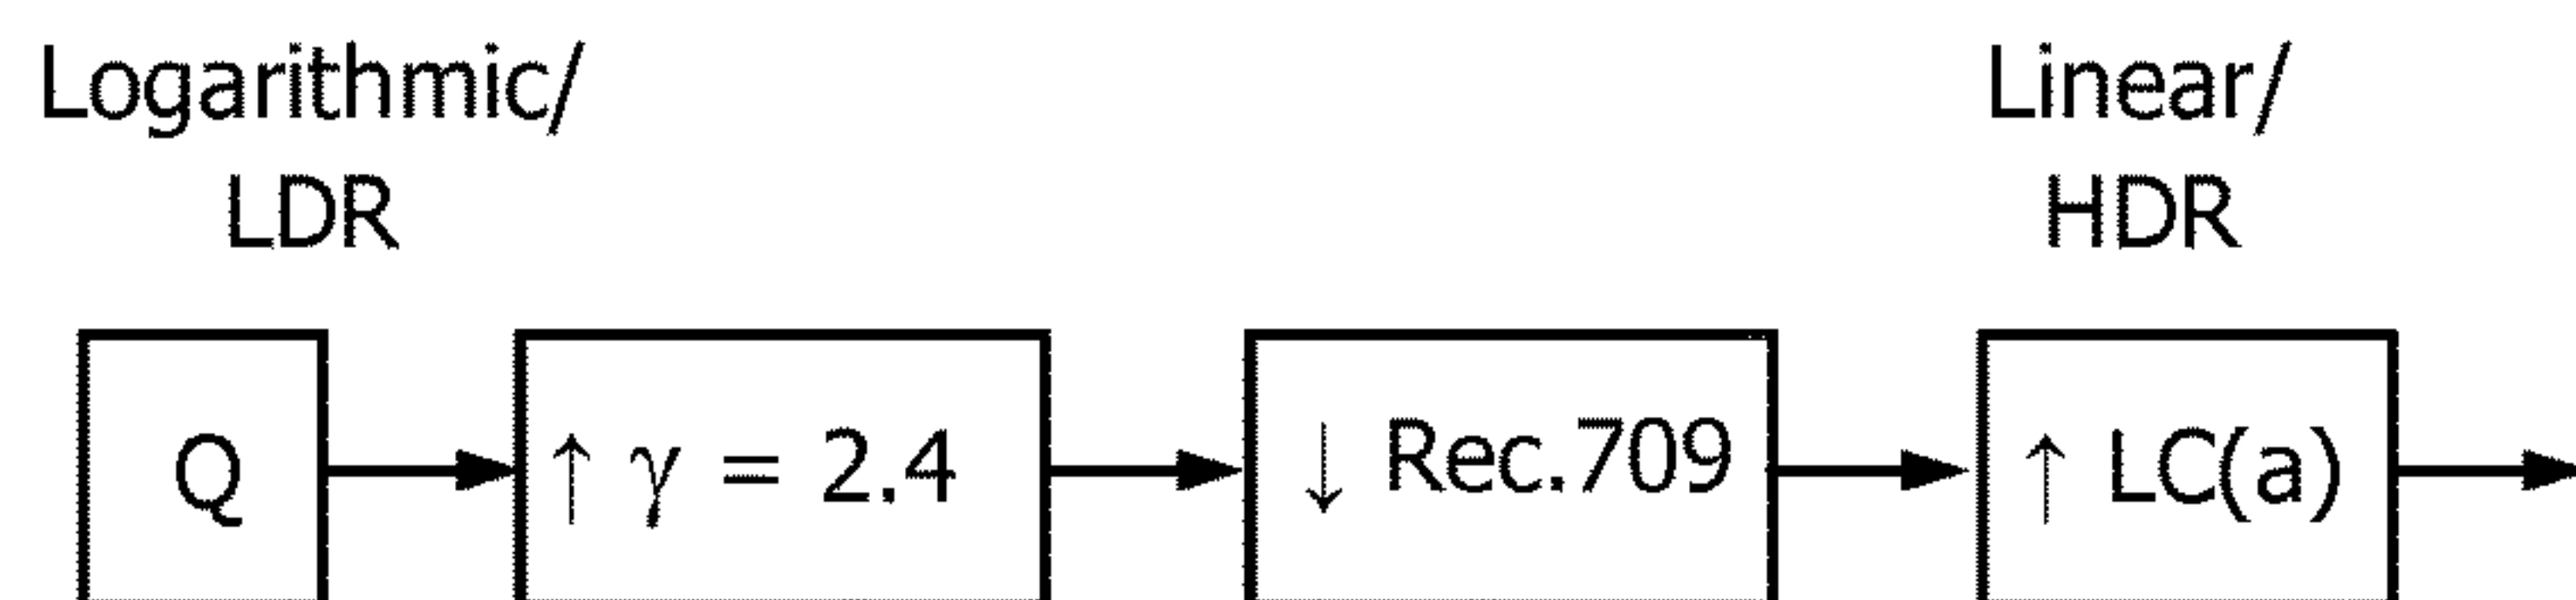 Logarithmic/
LDR
Linear/
HDR
Q
↑ γ = 2.4
↓ Rec.709
↑ LC(a)